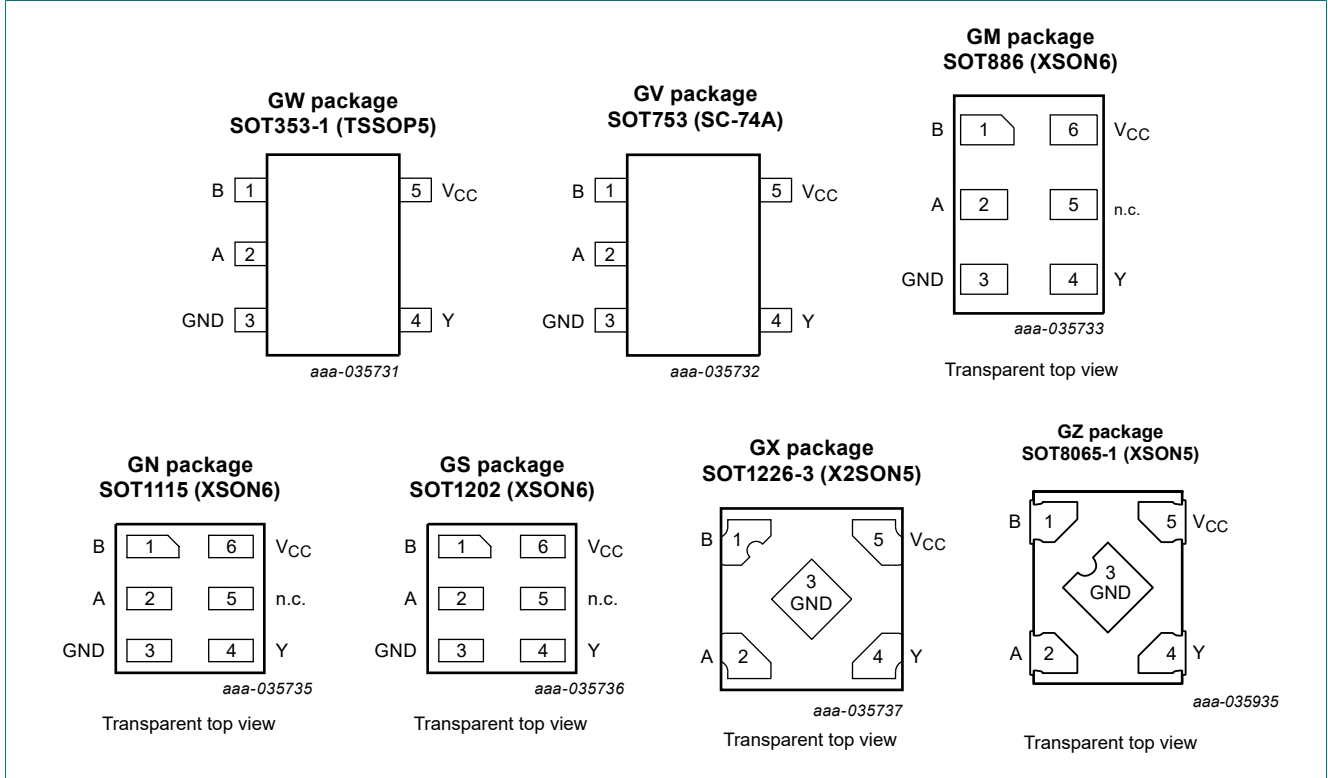 GW package
SOT353-1 (TSSOP5)
B 1
5 VCC
A 2
GND 3
4 Y
aaa-035731
GV package
SOT753 (SC-74A)
B 1
5 VCC
A 2
GND 3
4 Y
aaa-035732
GM package
SOT886 (XSON6)
B 1 6 VCC
A 2 5 n.c.
GND 3 4 Y
aaa-035733
Transparent top view
GN package
SOT1115 (XSON6)
B 1 6 VCC
A 2 5 n.c.
GND 3 4 Y
aaa-035735
Transparent top view
GS package
SOT1202 (XSON6)
B 1 6 VCC
A 2 5 n.c.
GND 3 4 Y
aaa-035736
Transparent top view
GX package
SOT1226-3 (X2SON5)
B 1 5 VCC
3
GND
A 2 4 Y
aaa-035737
Transparent top view
GZ package
SOT8065-1 (XSON5)
B 1 5 VCC
3
GND
A 2 4 Y
aaa-035935
Transparent top view